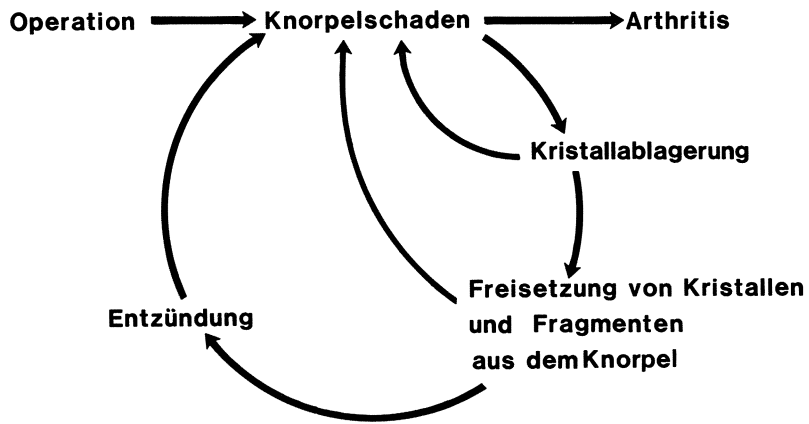 Operation Knorpelschaden Arthritis
Kristallablagerung
Freisetzung von Kristallen
und Fragmenten
aus dem Knorpel
Entzündung